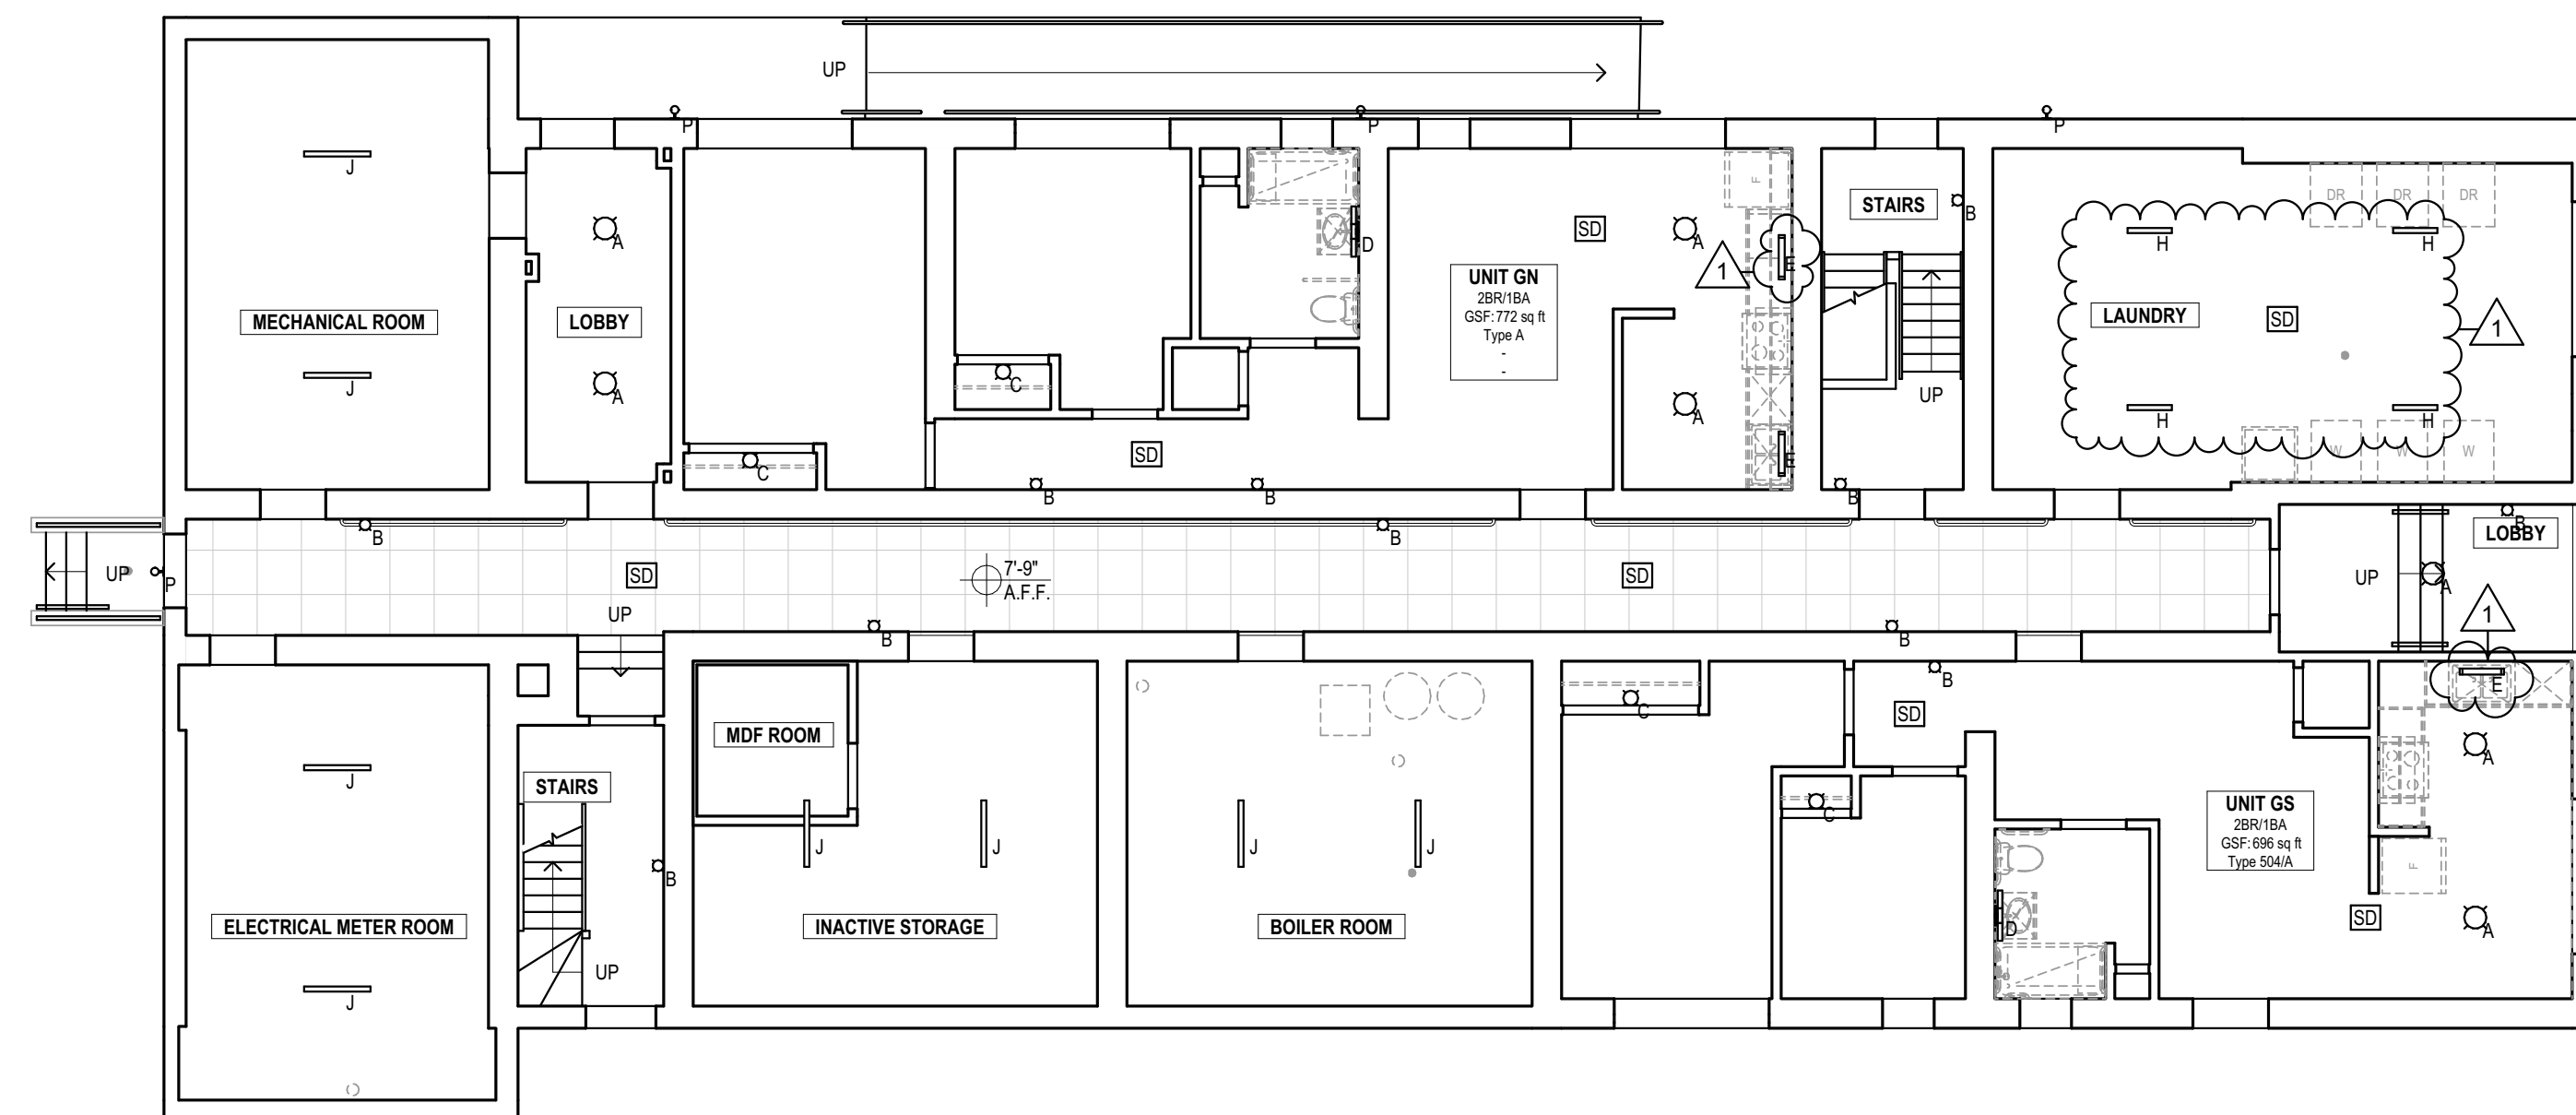 UP
P
P
P
J
A
STAIRS
B
DR
DR
DR
SD
A
D
F
E
1
H
H
UNIT GN
2BR/1BA
GSF: 772 sq ft
Type A
-
-
MECHANICAL ROOM
LOBBY
LAUNDRY
SD
1
J
A
C
A
UP
H
H
SD
C
E
W
W
W
B
B
B
B
B
B
LOBBY
UP
P
SD
7'-9"
A.F.F.
SD
UP
A
UP
1
B
B
B
E
C
SD
MDF ROOM
A
J
STAIRS
C
UNIT GS
2BR/1BA
GSF: 696 sq ft
Type 504/A
J
J
J
J
B
F
ELECTRICAL METER ROOM
INACTIVE STORAGE
BOILER ROOM
D
SD
A
UP
J